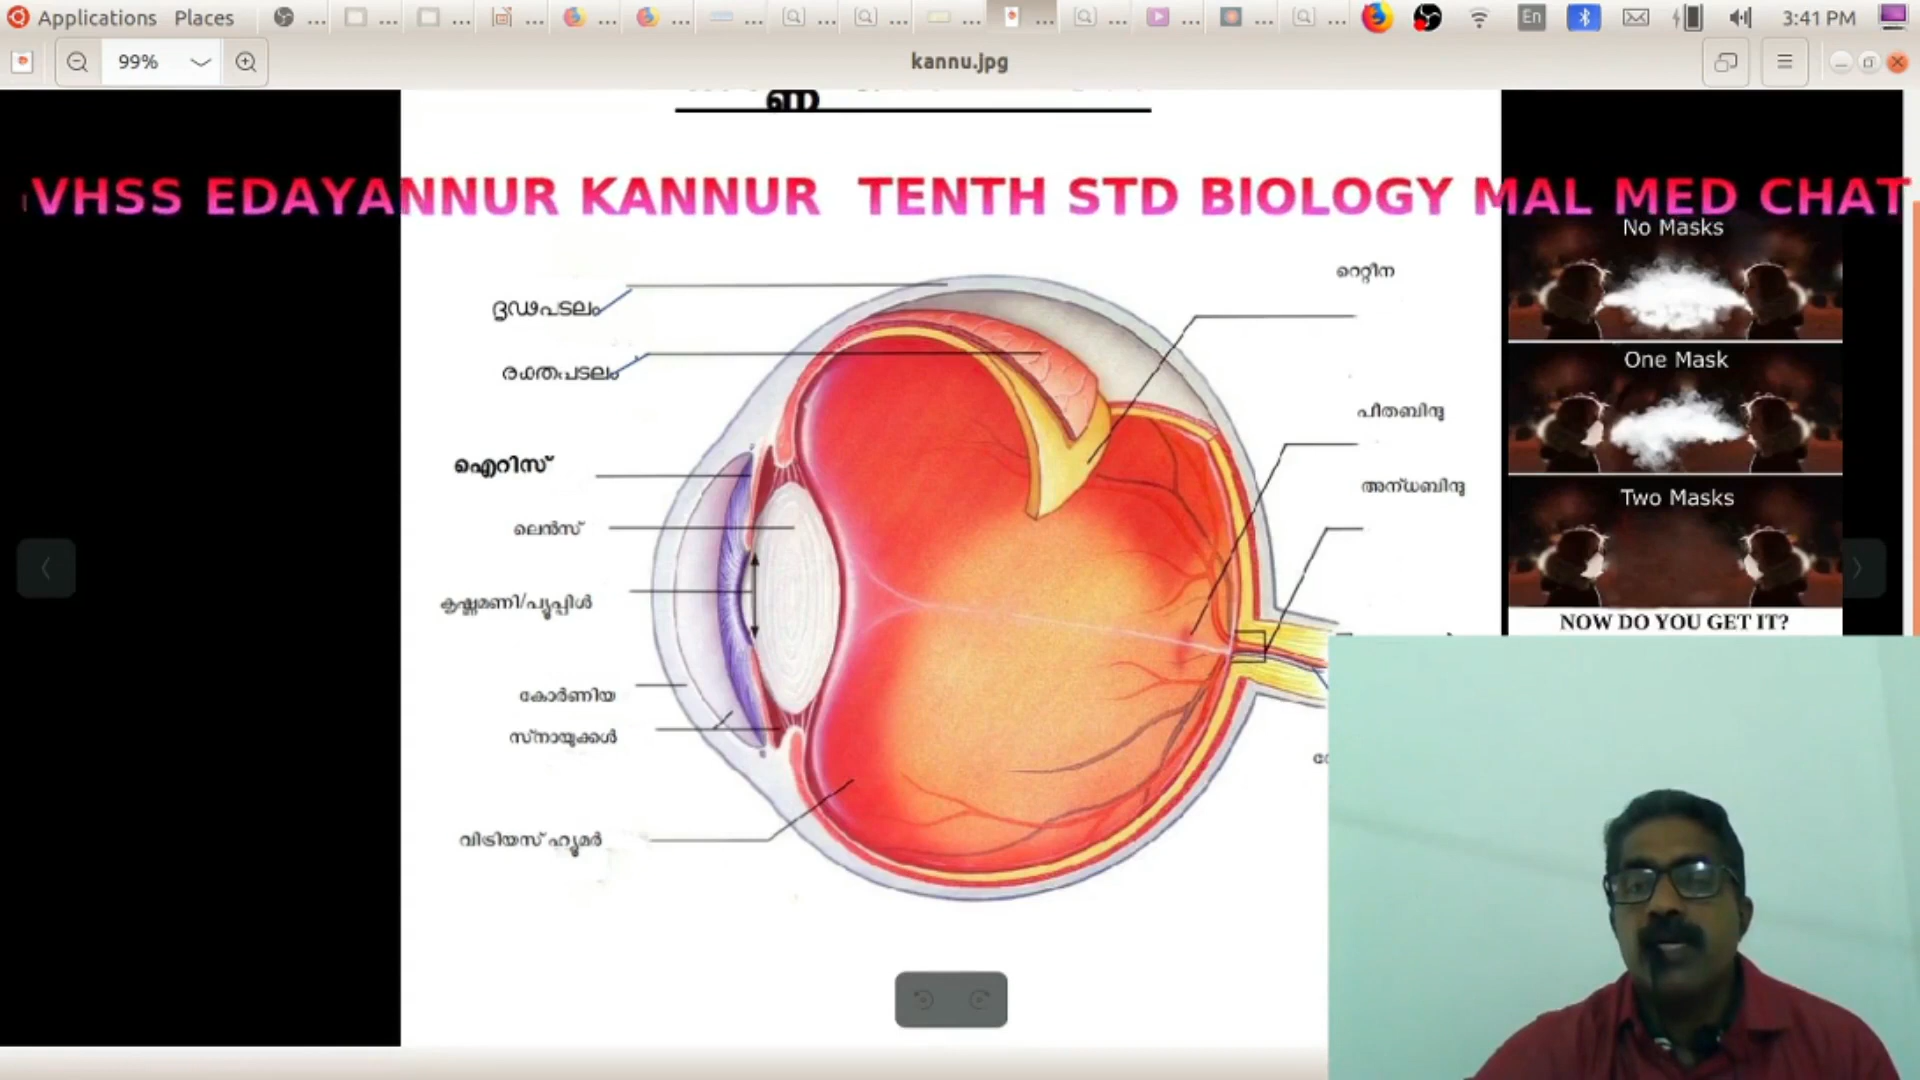 Applications Places
En
3:41 PM
99%
kannu.jpg
VHSS EDAYANNUR KANNUR TENTH STD BIOLOGY MAL MED CHAT
No Masks
One Mask
Two Masks
NOW DO YOU GET IT?
ദൃഢപടലം
രക്തപടലം
ഐറിസ്
ലെൻസ്
കൃഷ്ണമണി/പ്യൂപ്പിൾ
കോർണിയ
സ്നായുക്കൾ
വിട്രിയസ് ഹ്യൂമർ
റെറ്റിന
പീതബിന്ദു
അന്ധബിന്ദു